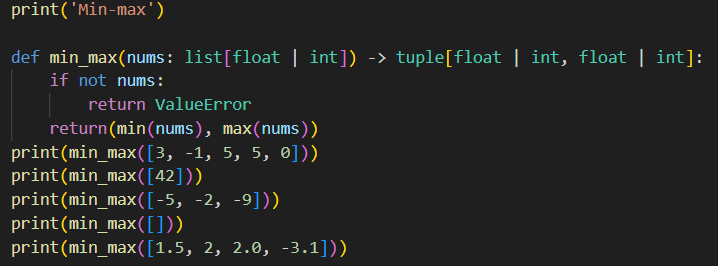 print('Min-max')

def min_max(nums: list[float | int]) -> tuple[float | int, float | int]:
    if not nums:
        return ValueError
    return(min(nums), max(nums))
print(min_max([3, -1, 5, 5, 0]))
print(min_max([42]))
print(min_max([-5, -2, -9]))
print(min_max([]))
print(min_max([1.5, 2, 2.0, -3.1]))